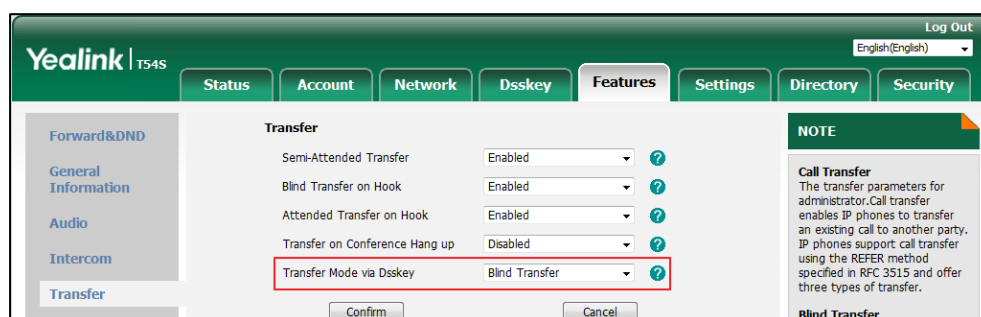 Log Out
Yealink | T54S
English(English)
Status Account Network Dsskey Features Settings Directory Security
Forward&DND
General
Information
Audio
Intercom
Transfer
Transfer
Semi-Attended Transfer Enabled
Blind Transfer on Hook Enabled
Attended Transfer on Hook Enabled
Transfer on Conference Hang up Disabled
Transfer Mode via Dsskey Blind Transfer
Confirm Cancel
NOTE
Call Transfer
The transfer parameters for
administrator.Call transfer
enables IP phones to transfer
an existing call to another party.
IP phones support call transfer
using the REFER method
specified in RFC 3515 and offer
three types of transfer.
Blind Transfer